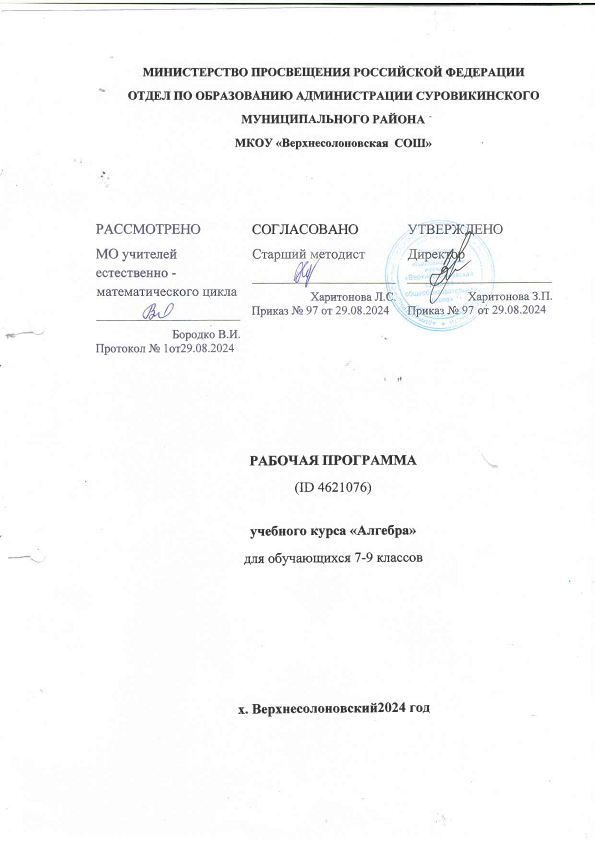 МИНИСТЕРСТВО ПРОСВЕЩЕНИЯ РОССИЙСКОЙ ФЕДЕРАЦИИ
ОТДЕЛ ПО ОБРАЗОВАНИЮ АДМИНИСТРАЦИИ СУРОВИКИНСКОГО
МУНИЦИПАЛЬНОГО РАЙОНА
МКОУ «Верхнесолоновская СОШ»
РАССМОТРЕНО
МО учителей
естественно -
математического цикла
Бородко В.И.
Протокол № 1от29.08.2024
СОГЛАСОВАНО
Старший методист
Харитонова Л.С.
Приказ № 97 от 29.08.2024
УТВЕРЖДЕНО
Директор
Харитонова З.П.
Приказ № 97 от 29.08.2024
РАБОЧАЯ ПРОГРАММА
(ID 4621076)
учебного курса «Алгебра»
для обучающихся 7-9 классов
х. Верхнесолоновский2024 год